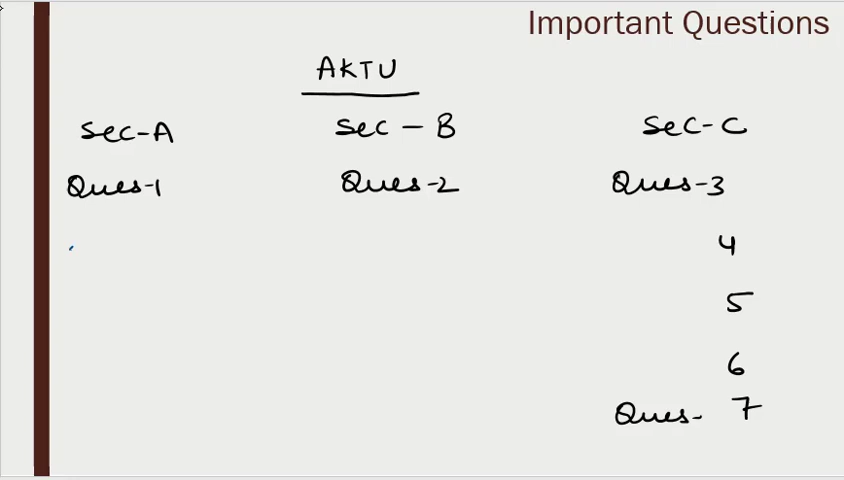 Important Questions
AKTU
Sec-A Sec - B Sec-C
Ques-1 Ques-2 Ques-3
4
5
6
Ques- 7